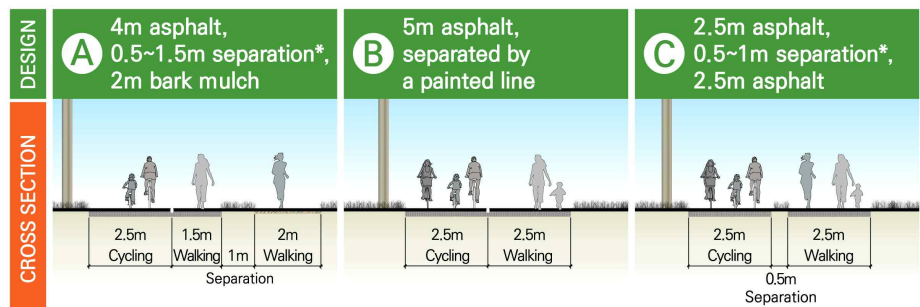 DESIGN
A
4m asphalt,
0.5~1.5m separation*,
2m bark mulch
B
5m asphalt,
separated by
a painted line
C
2.5m asphalt,
0.5~1m separation*,
2.5m asphalt
CROSS SECTION
2.5m 1.5m 2m
Cycling Walking 1m Walking
Separation
2.5m 2.5m
Cycling Walking
2.5m 2.5m
Cycling Walking
0.5m
Separation